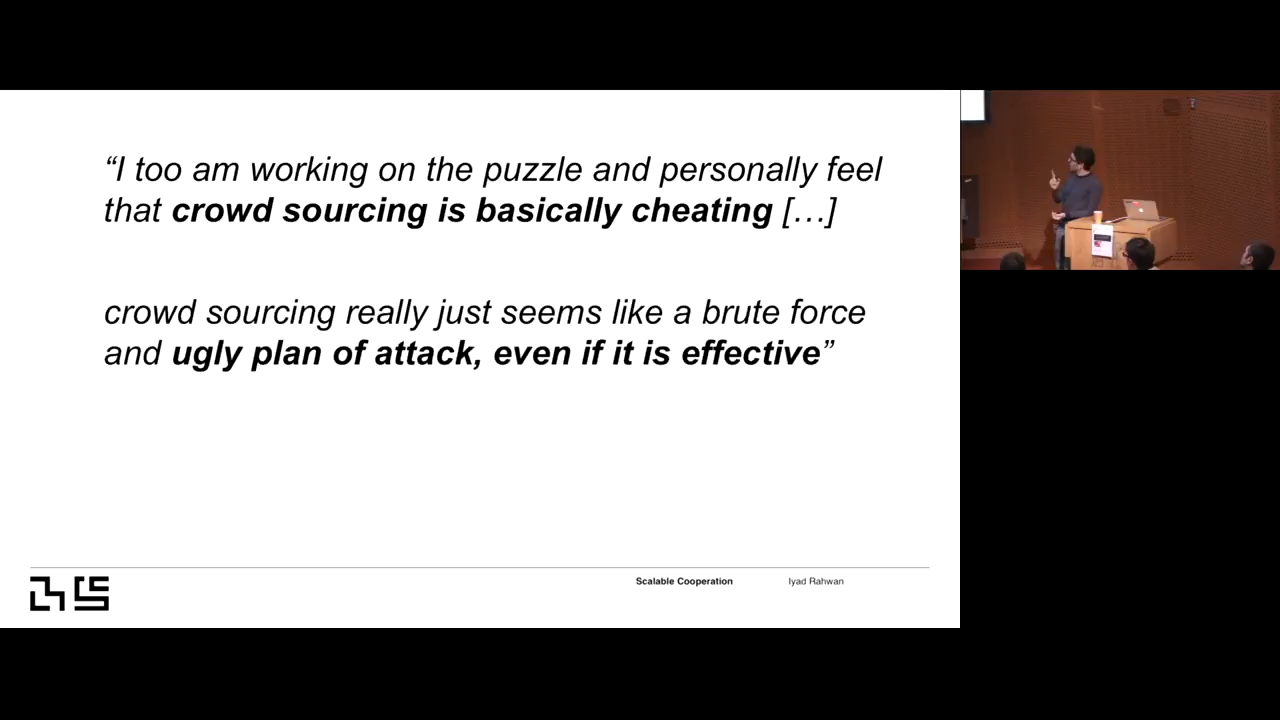 “I too am working on the puzzle and personally feel
that crowd sourcing is basically cheating […]
crowd sourcing really just seems like a brute force
and ugly plan of attack, even if it is effective”
Scalable Cooperation
Iyad Rahwan